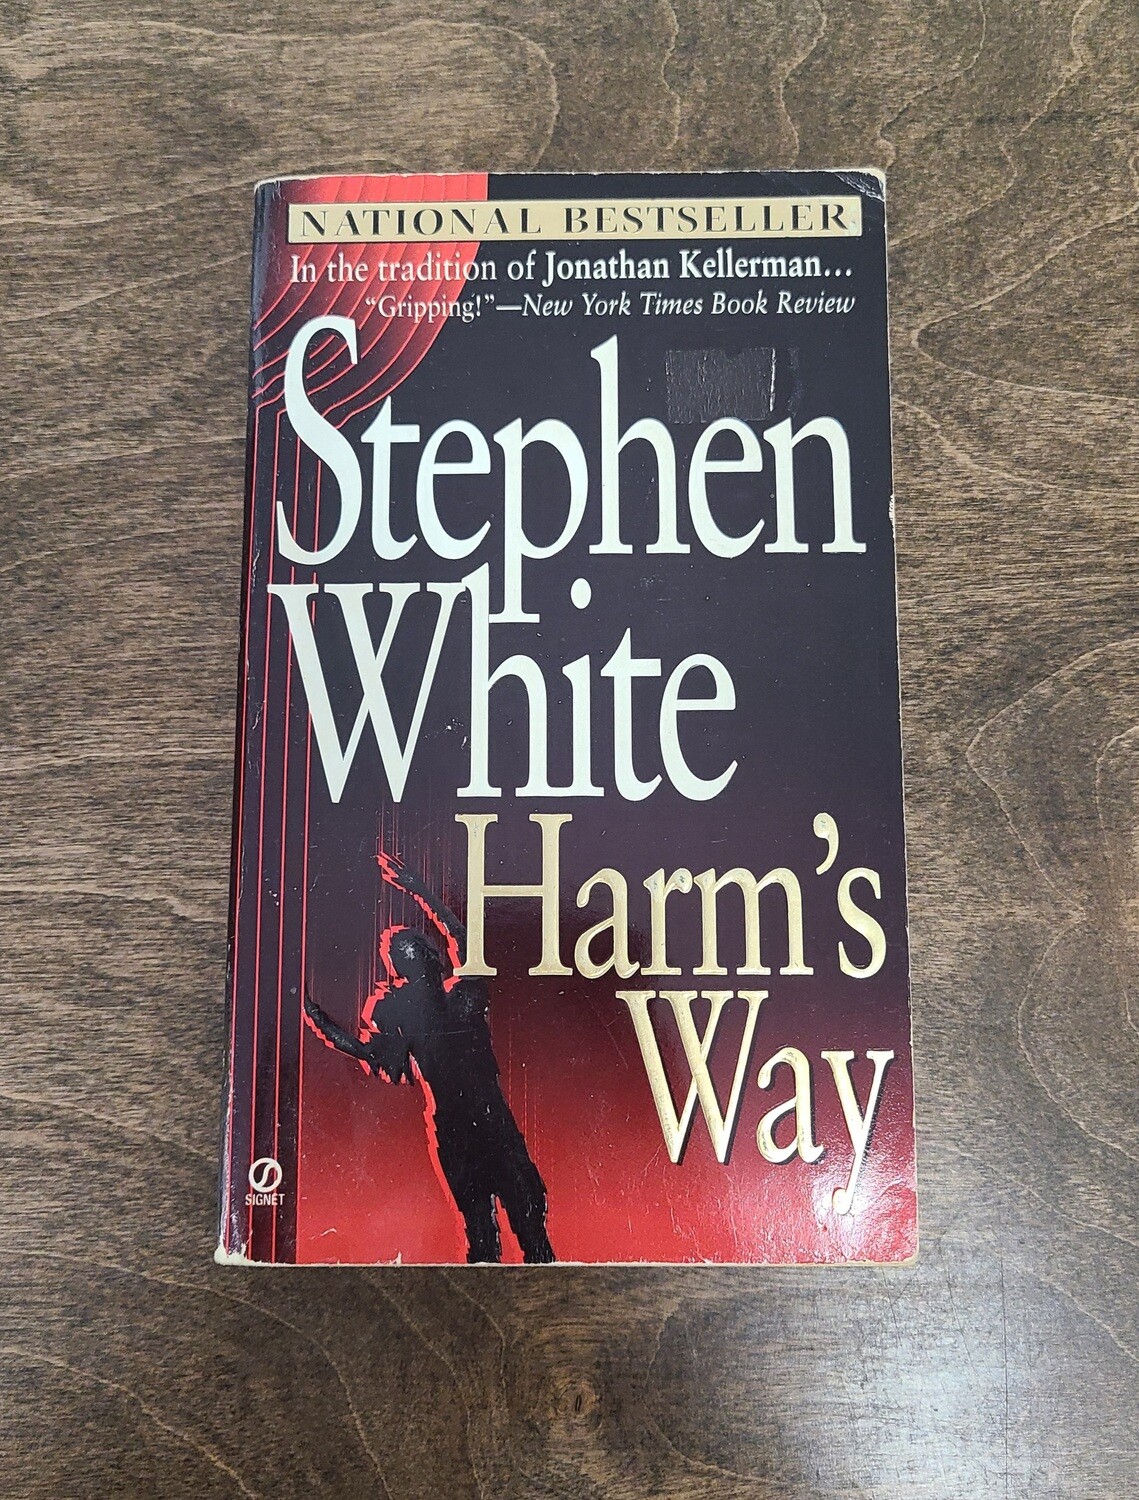 NATIONAL BESTSELLER
In the tradition of Jonathan Kellerman...
“Gripping!”—New York Times Book Review
Stephen
White
Harm’s
Way
SIGNET